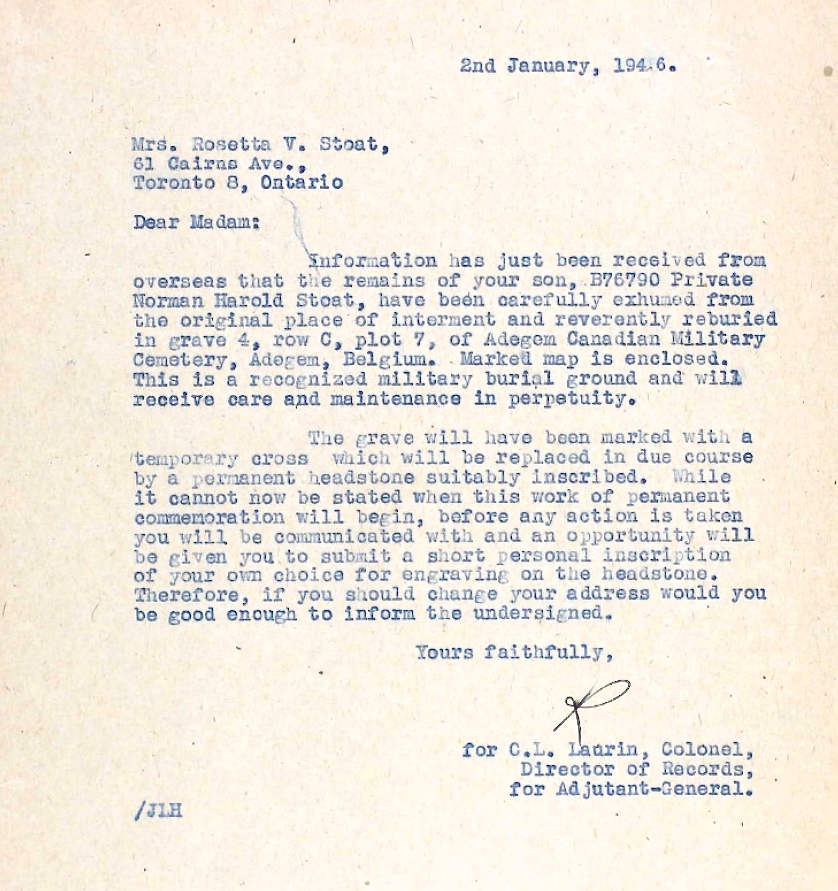 2nd January, 1946.
Mrs. Rosetta V. Stoat,
61 Cairns Ave.,
Toronto 8, Ontario
Dear Madam:
Information has just been received from
overseas that the remains of your son, B76790 Private
Norman Harold Stoat, have been carefully exhumed from
the original place of interment and reverently reburied
in grave 4, row C, plot 7, of Adegem Canadian Military
Cemetery, Adegem, Belgium. Marked map is enclosed.
This is a recognized military burial ground and will
receive care and maintenance in perpetuity.
The grave will have been marked with a
temporary cross which will be replaced in due course
by a permanent headstone suitably inscribed. While
it cannot now be stated when this work of permanent
commemoration will begin, before any action is taken
you will be communicated with and an opportunity will
be given you to submit a short personal inscription
of your own choice for engraving on the headstone.
Therefore, if you should change your address would you
be good enough to inform the undersigned.
Yours faithfully,
for C.L. Laurin, Colonel,
Director of Records,
for Adjutant-General.
/JLH